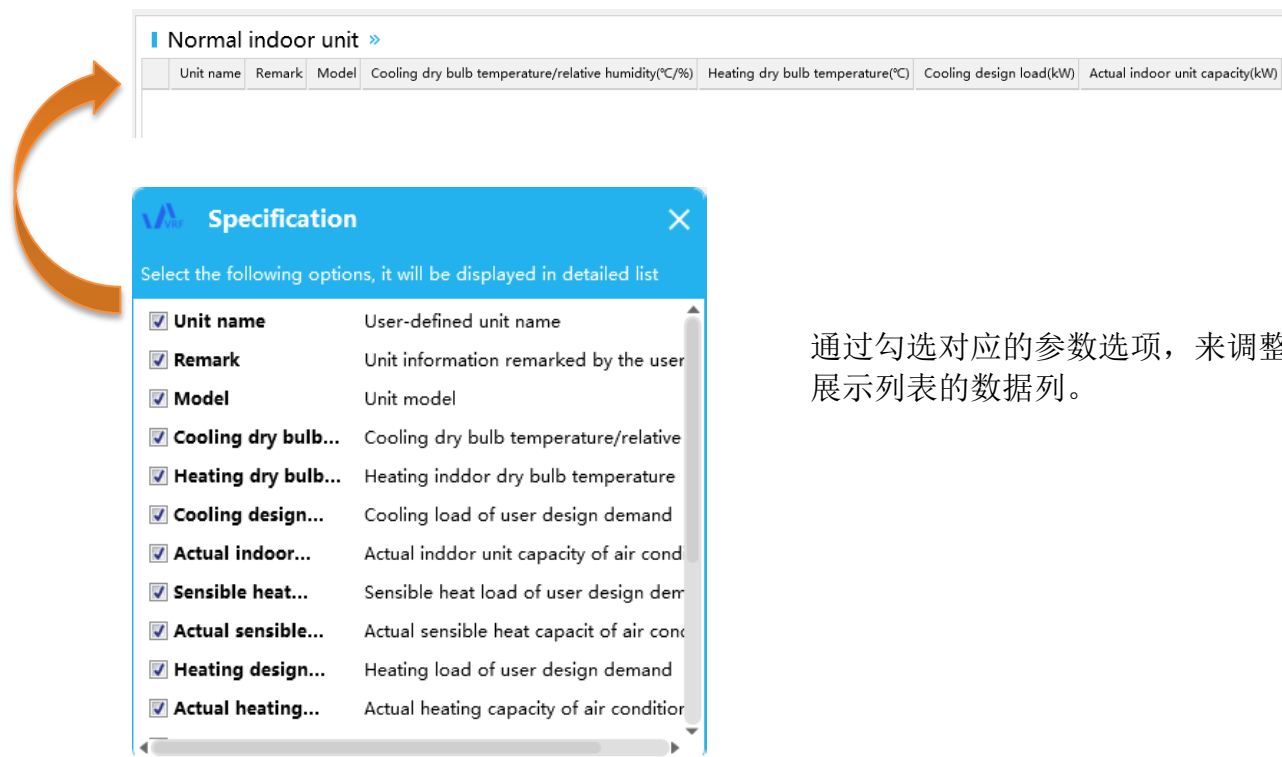 Normal indoor unit »
Unit name Remark Model Cooling dry bulb temperature/relative humidity(℃/%) Heating dry bulb temperature(℃) Cooling design load(kW) Actual indoor unit capacity(kW)
VRF Specification
Select the following options, it will be displayed in detailed list
Unit name User-defined unit name
Remark Unit information remarked by the user
Model Unit model
Cooling dry bulb... Cooling dry bulb temperature/relative
Heating dry bulb... Heating inddor dry bulb temperature
Cooling design... Cooling load of user design demand
Actual indoor... Actual inddor unit capacity of air cond
Sensible heat... Sensible heat load of user design dem
Actual sensible... Actual sensible heat capacit of air cond
Heating design... Heating load of user design demand
Actual heating... Actual heating capacity of air condition
通过勾选对应的参数选项，来调整
展示列表的数据列。